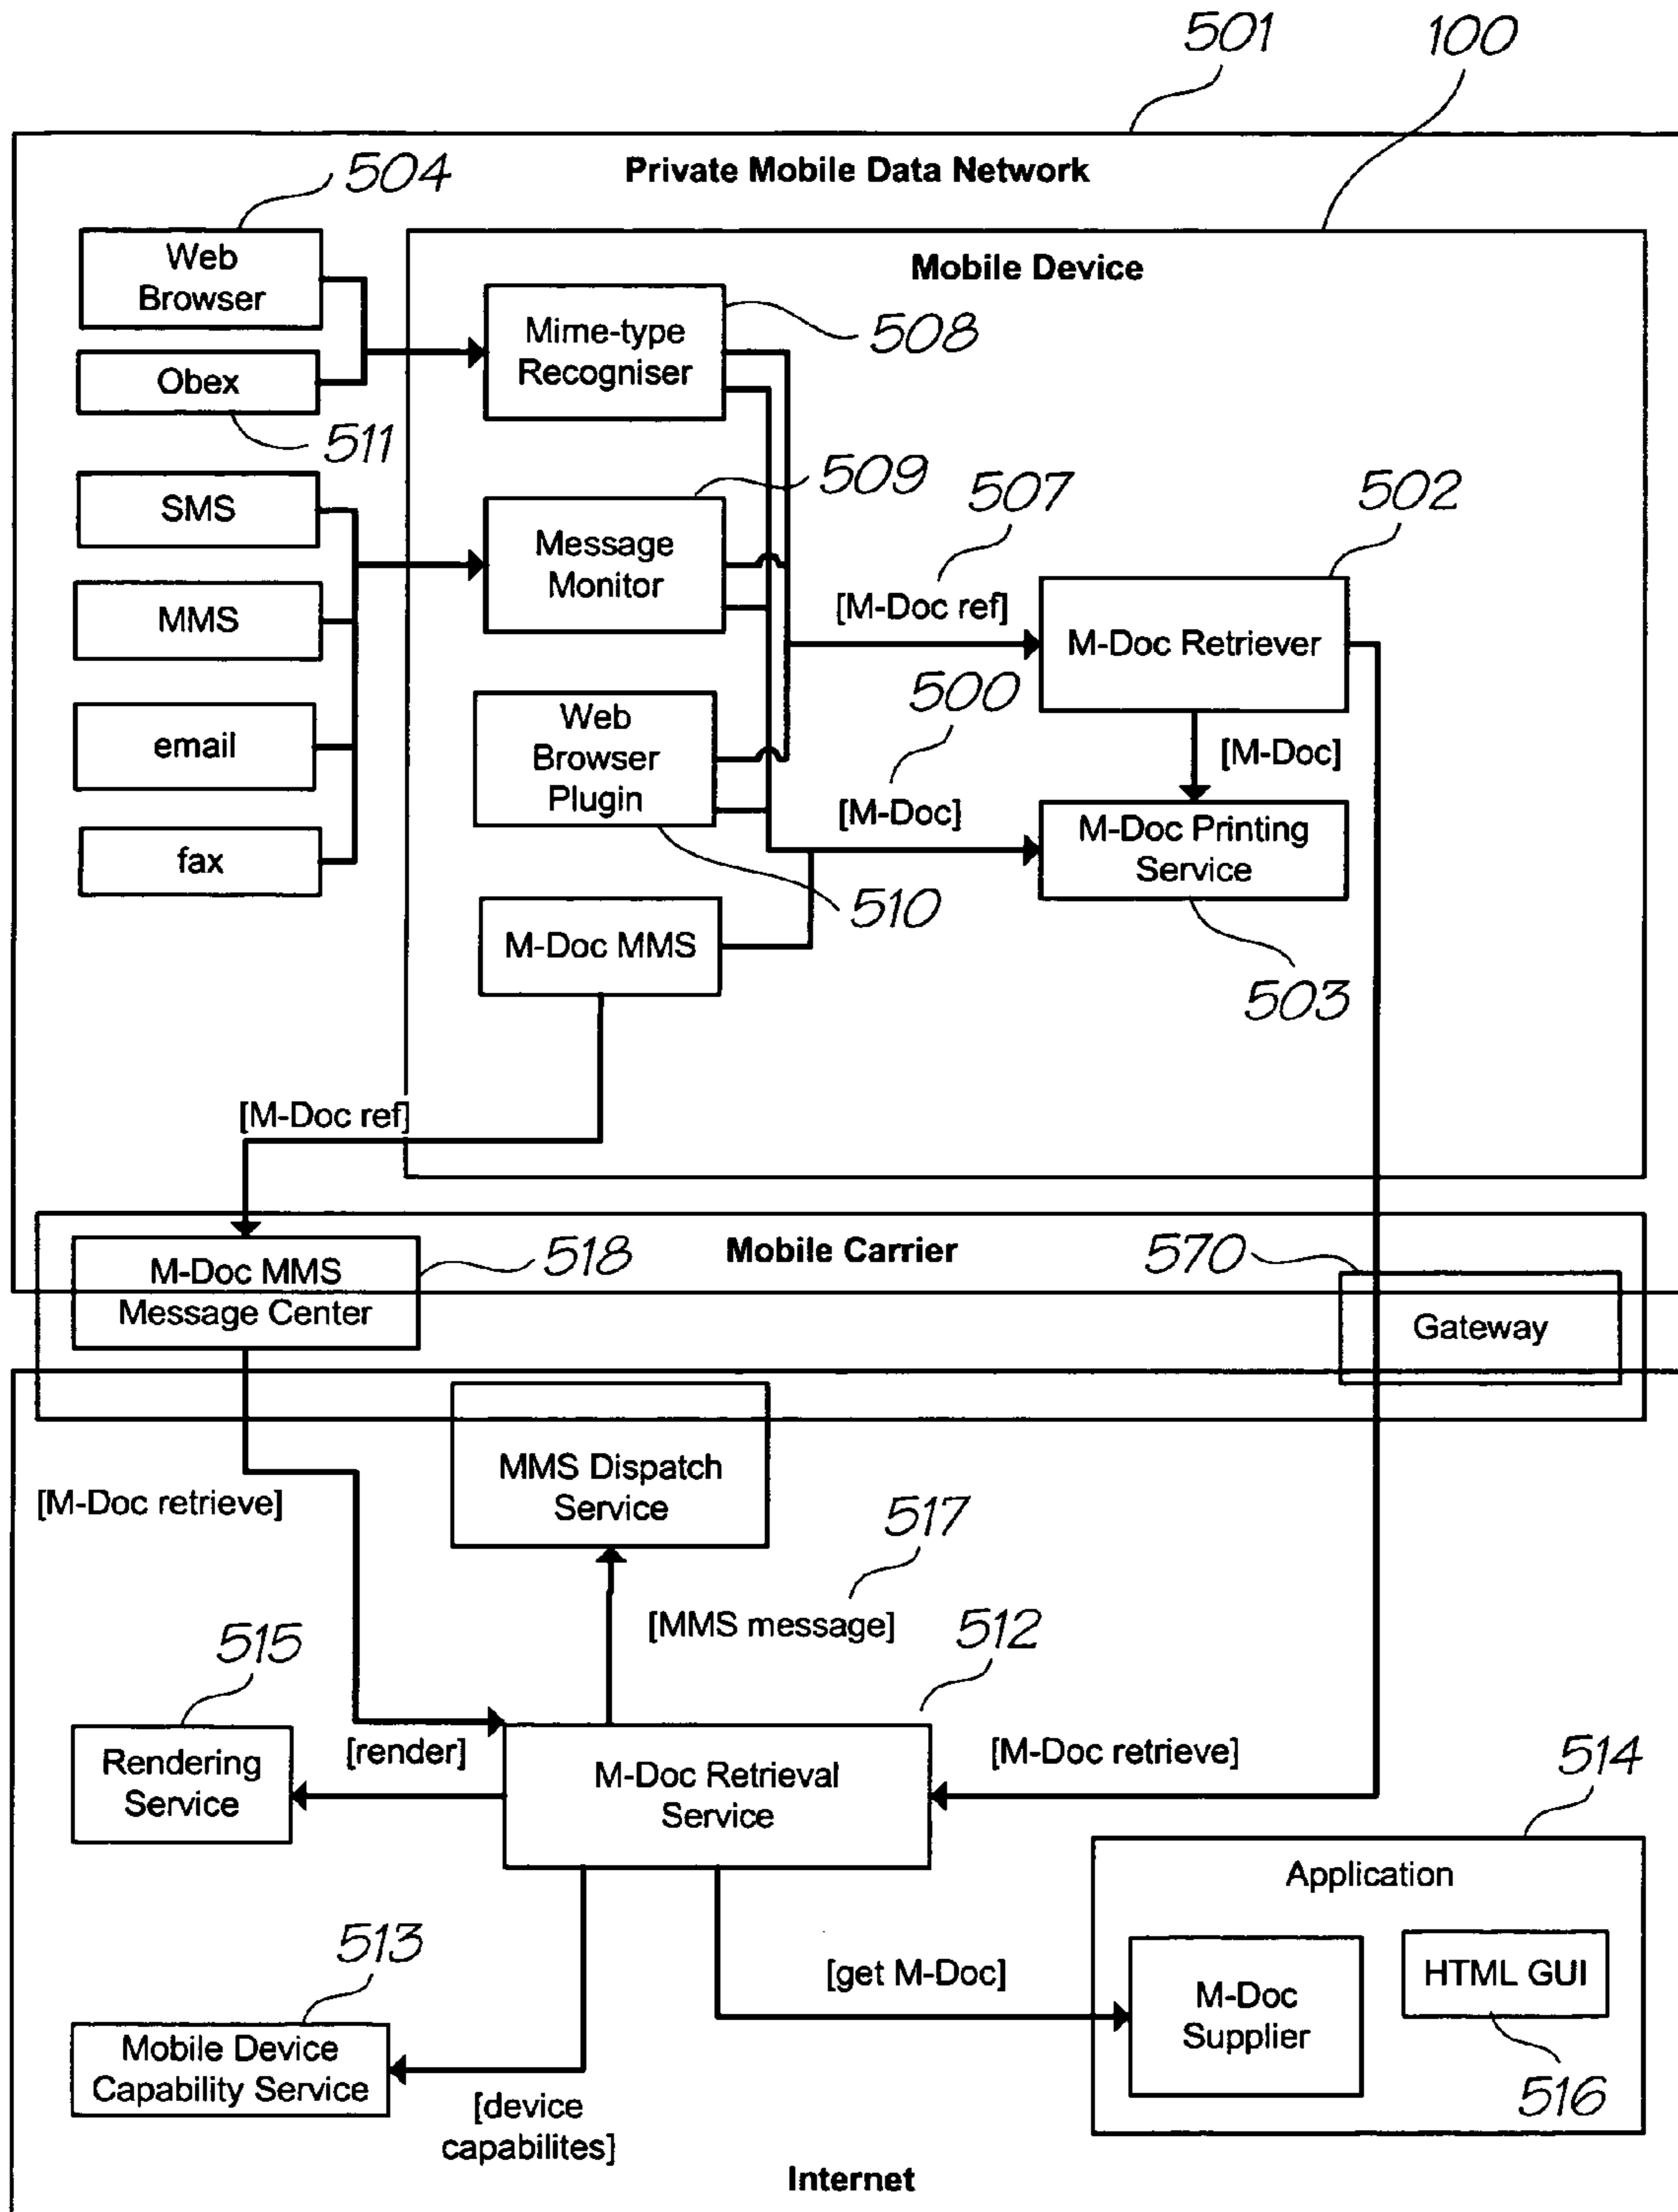 501
100
Private Mobile Data Network
504
Web
Browser
Mobile Device
Mime-type
Recogniser
508
Obex
511
SMS
509
507
502
Message
Monitor
MMS
[M-Doc ref]
M-Doc Retriever
500
Web
Browser
Plugin
email
[M-Doc]
[M-Doc]
M-Doc Printing
Service
fax
510
M-Doc MMS
503
[M-Doc ref]
Mobile Carrier
M-Doc MMS
Message Center
518
570
Gateway
MMS Dispatch
Service
[M-Doc retrieve]
517
[MMS message]
512
515
Rendering
Service
[render]
M-Doc Retrieval
Service
[M-Doc retrieve]
514
Application
513
[get M-Doc]
M-Doc
Supplier
HTML GUI
516
Mobile Device
Capability Service
[device
capabilites]
Internet